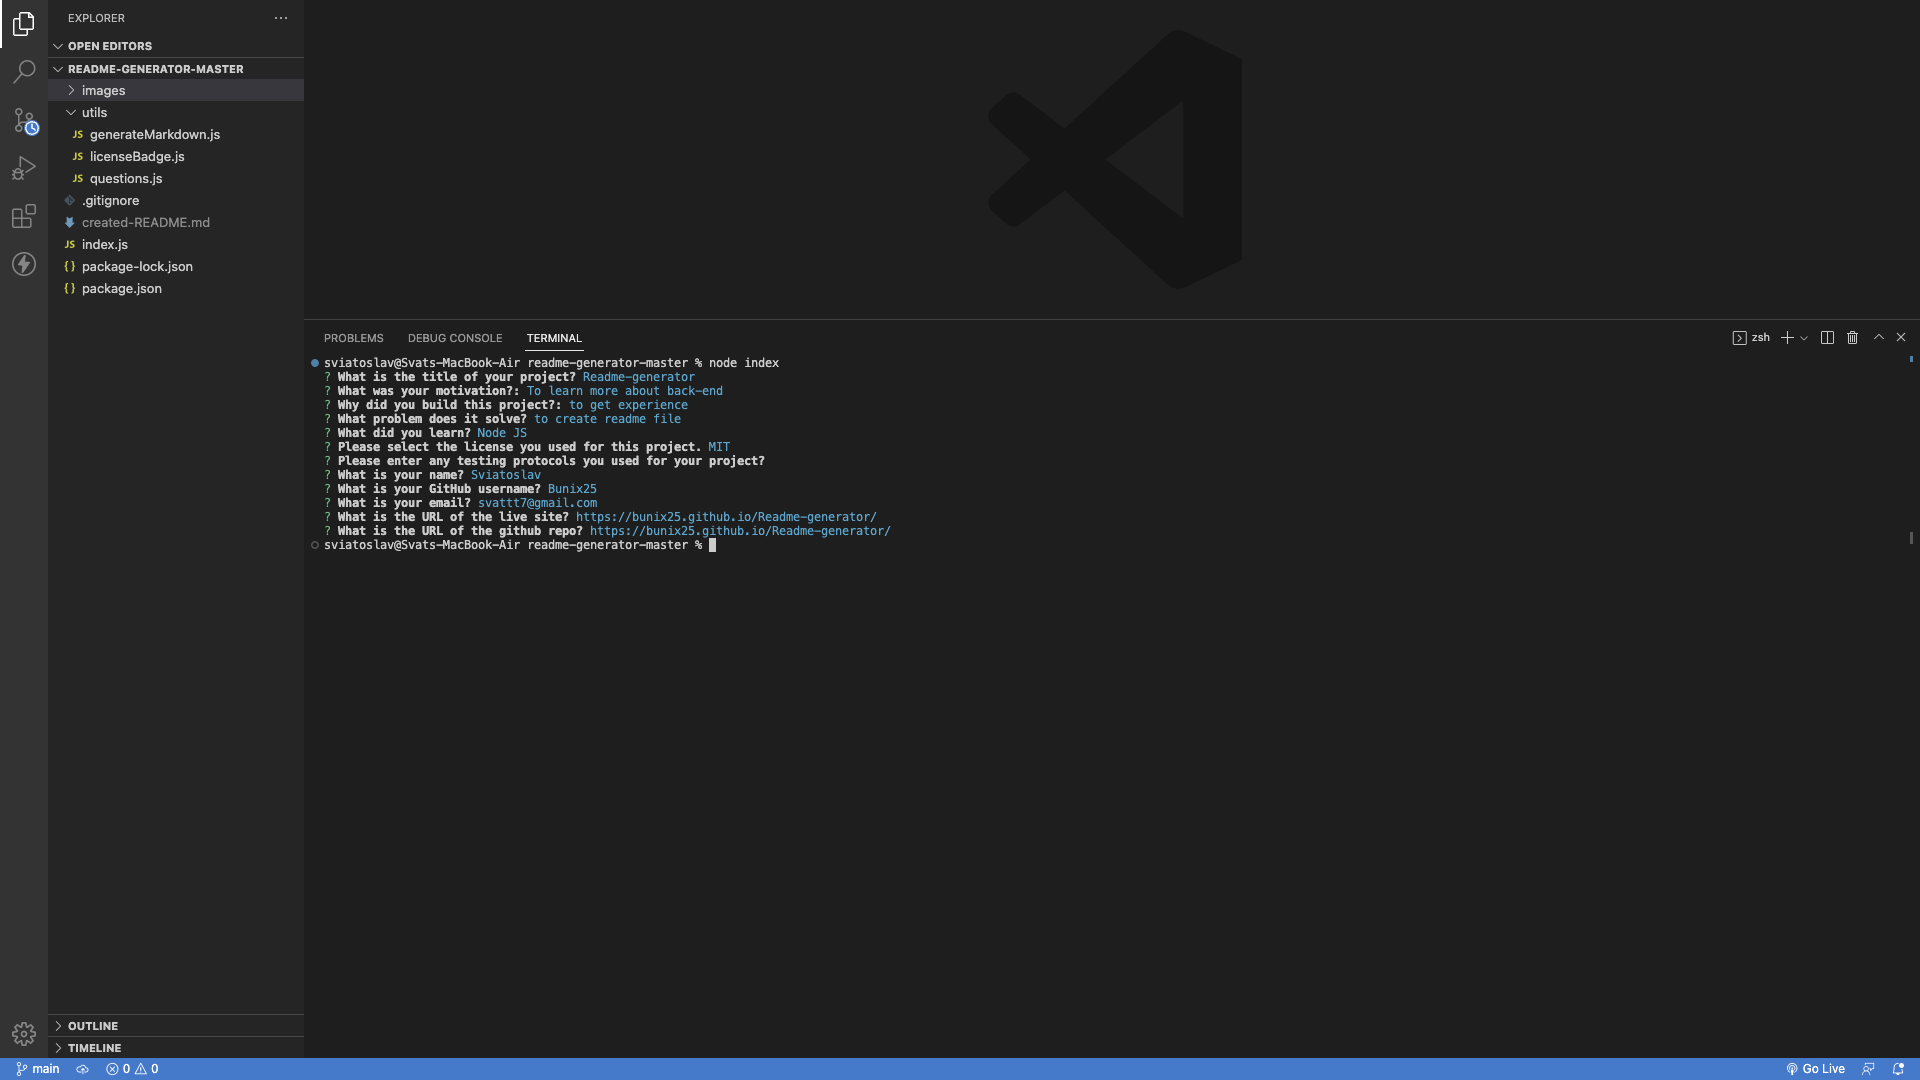 EXPLORER
OPEN EDITORS
README-GENERATOR-MASTER
images
utils
JS generateMarkdown.js
JS licenseBadge.js
JS questions.js
.gitignore
created-README.md
JS index.js
{} package-lock.json
{} package.json
OUTLINE
TIMELINE
PROBLEMS DEBUG CONSOLE TERMINAL
zsh
sviatoslav@Svats-MacBook-Air readme-generator-master % node index
? What is the title of your project? Readme-generator
? What was your motivation?: To learn more about back-end
? Why did you build this project?: to get experience
? What problem does it solve? to create readme file
? What did you learn? Node JS
? Please select the license you used for this project. MIT
? Please enter any testing protocols you used for your project?
? What is your name? Sviatoslav
? What is your GitHub username? Bunix25
? What is your email? svattt7@gmail.com
? What is the URL of the live site? https://bunix25.github.io/Readme-generator/
? What is the URL of the github repo? https://bunix25.github.io/Readme-generator/
sviatoslav@Svats-MacBook-Air readme-generator-master %
main 0 0
Go Live